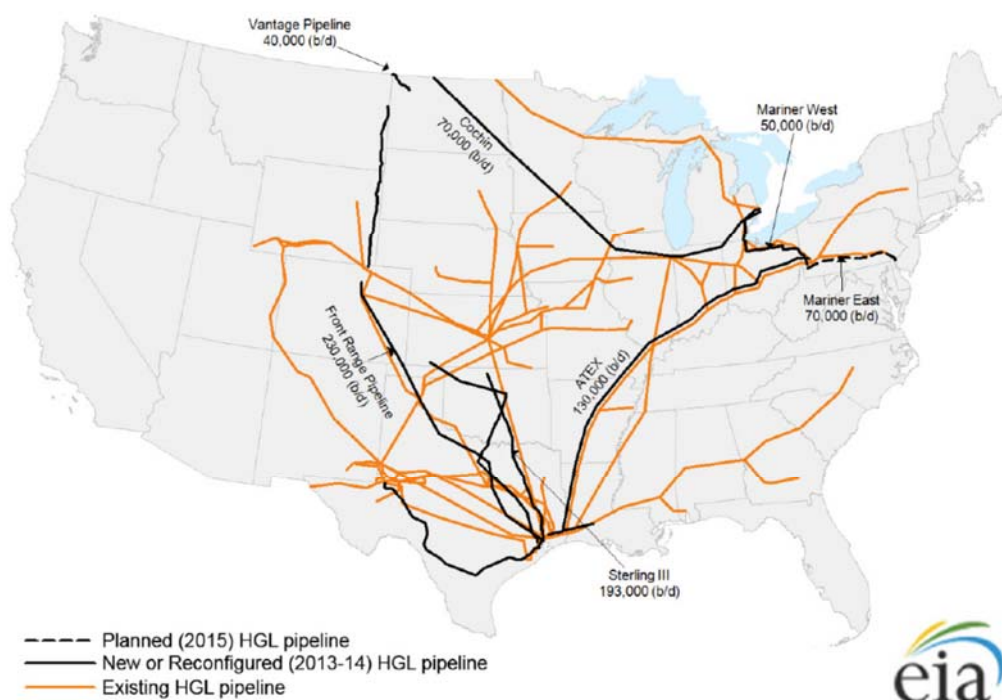 Vantage Pipeline
40,000 (b/d)
Cochin
70,000 (b/d)
Mariner West
50,000 (b/d)
Mariner East
70,000 (b/d)
Front Range Pipeline
230,000 (b/d)
ATEX
130,000 (b/d)
Sterling III
193,000 (b/d)
Planned (2015) HGL pipeline
New or Reconfigured (2013-14) HGL pipeline
Existing HGL pipeline
eia